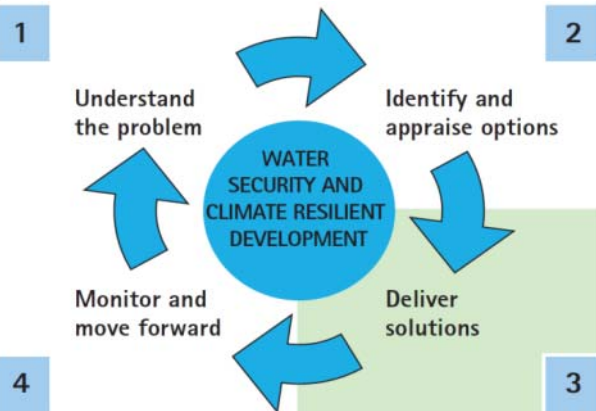 1
Understand
the problem
2
Identify and
appraise options
WATER
SECURITY AND
CLIMATE RESILIENT
DEVELOPMENT
Deliver
solutions
3
Monitor and
move forward
4